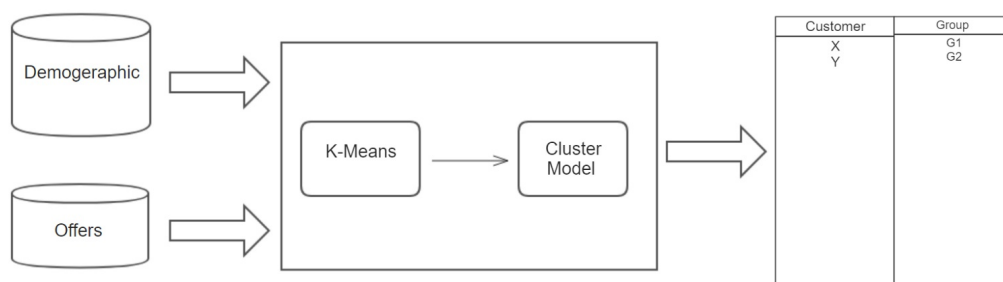 Demogeraphic
Offers
K-Means
Cluster
Model
Customer Group
X G1
Y G2